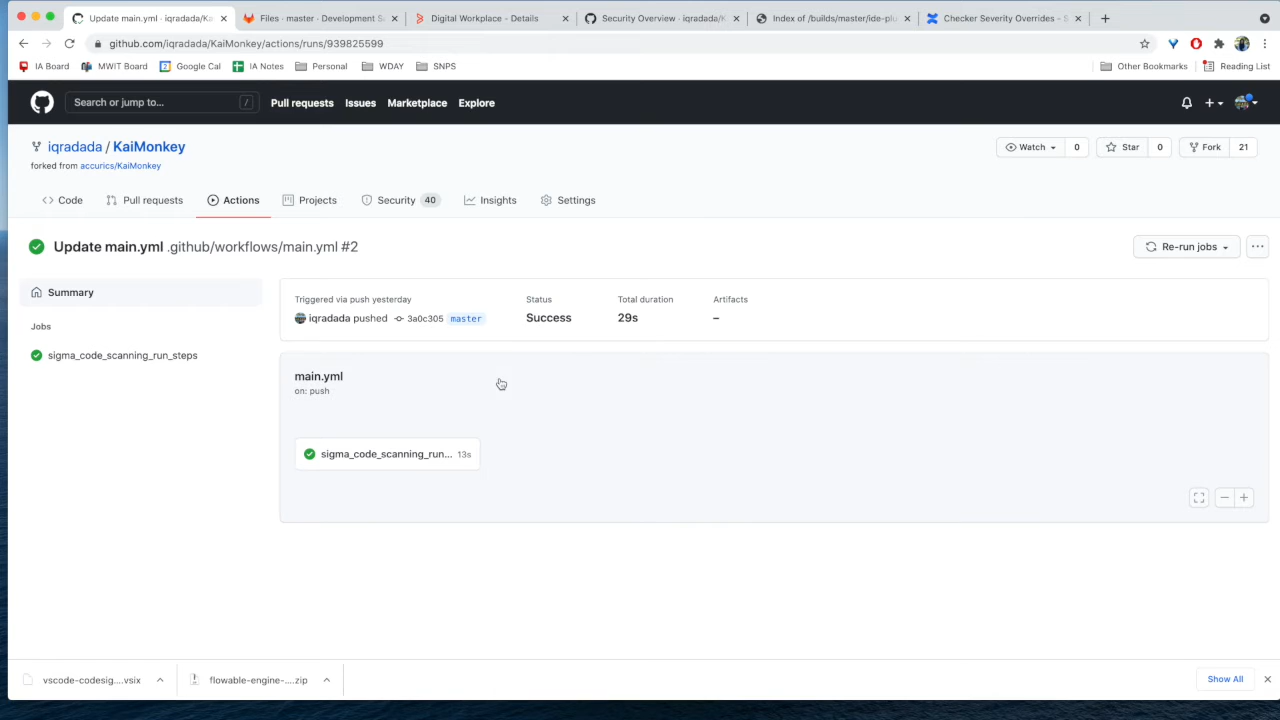 Update main.yml · iqradada/Ka
Files · master · Development S
Digital Workplace - Details
Security Overview · iqradada/K
Index of /builds/master/ide-plu
Checker Severity Overrides - S
github.com/iqradada/KaiMonkey/actions/runs/939825599
IA Board
MWIT Board
Google Cal
IA Notes
Personal
WDAY
SNPS
Other Bookmarks
Reading List
Search or jump to...
/
Pull requests
Issues
Marketplace
Explore
iqradada / KaiMonkey
forked from accurics/KaiMonkey
Watch 0
Star 0
Fork 21
Code
Pull requests
Actions
Projects
Security 40
Insights
Settings
Update main.yml .github/workflows/main.yml #2
Re-run jobs
Summary
Jobs
sigma_code_scanning_run_steps
Triggered via push yesterday
iqradada pushed 3a0c305 master
Status
Success
Total duration
29s
Artifacts
–
main.yml
on: push
sigma_code_scanning_run... 13s
vscode-codesig....vsix
flowable-engine-....zip
Show All